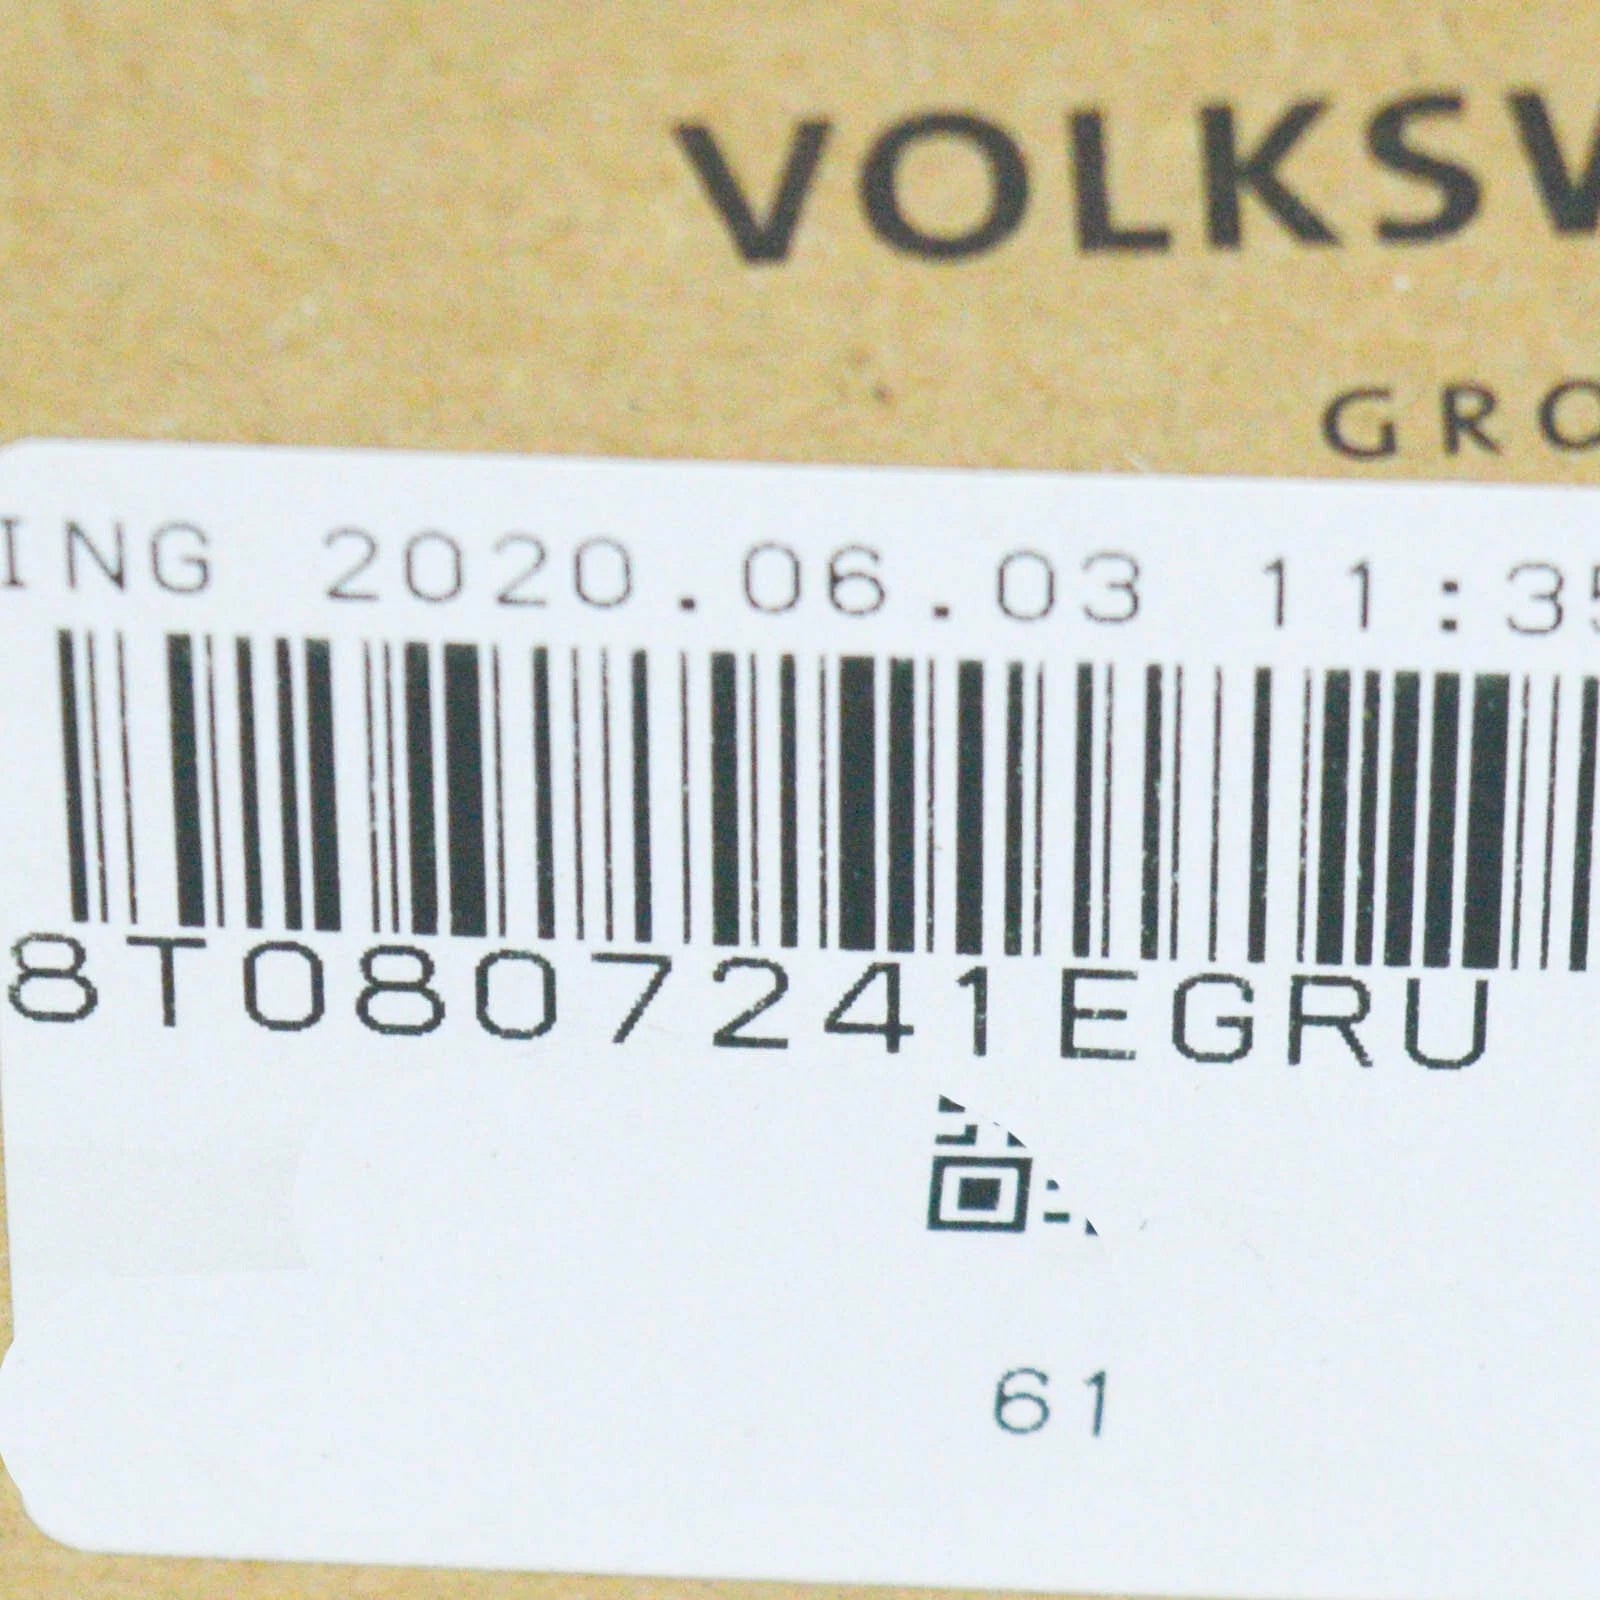 VOLKSW
GRO
ING 2020.06.03 11:35
8T0807241EGRU
61